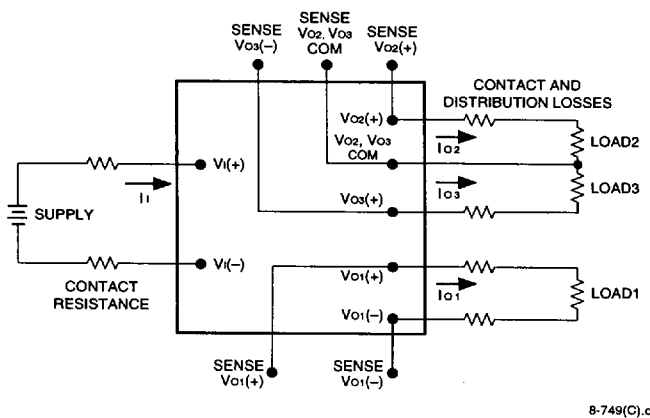 SENSE
VO3(−)
SENSE
VO2, VO3
COM
SENSE
VO2(+)
CONTACT AND
DISTRIBUTION LOSSES
VO2(+)
IO2
LOAD2
VO2, VO3
COM
VI(+)
II
IO3
LOAD3
SUPPLY
VO3(+)
VI(−)
VO1(+)
CONTACT
RESISTANCE
IO1
LOAD1
VO1(−)
SENSE
VO1(+)
SENSE
VO1(−)
8-749(C).c